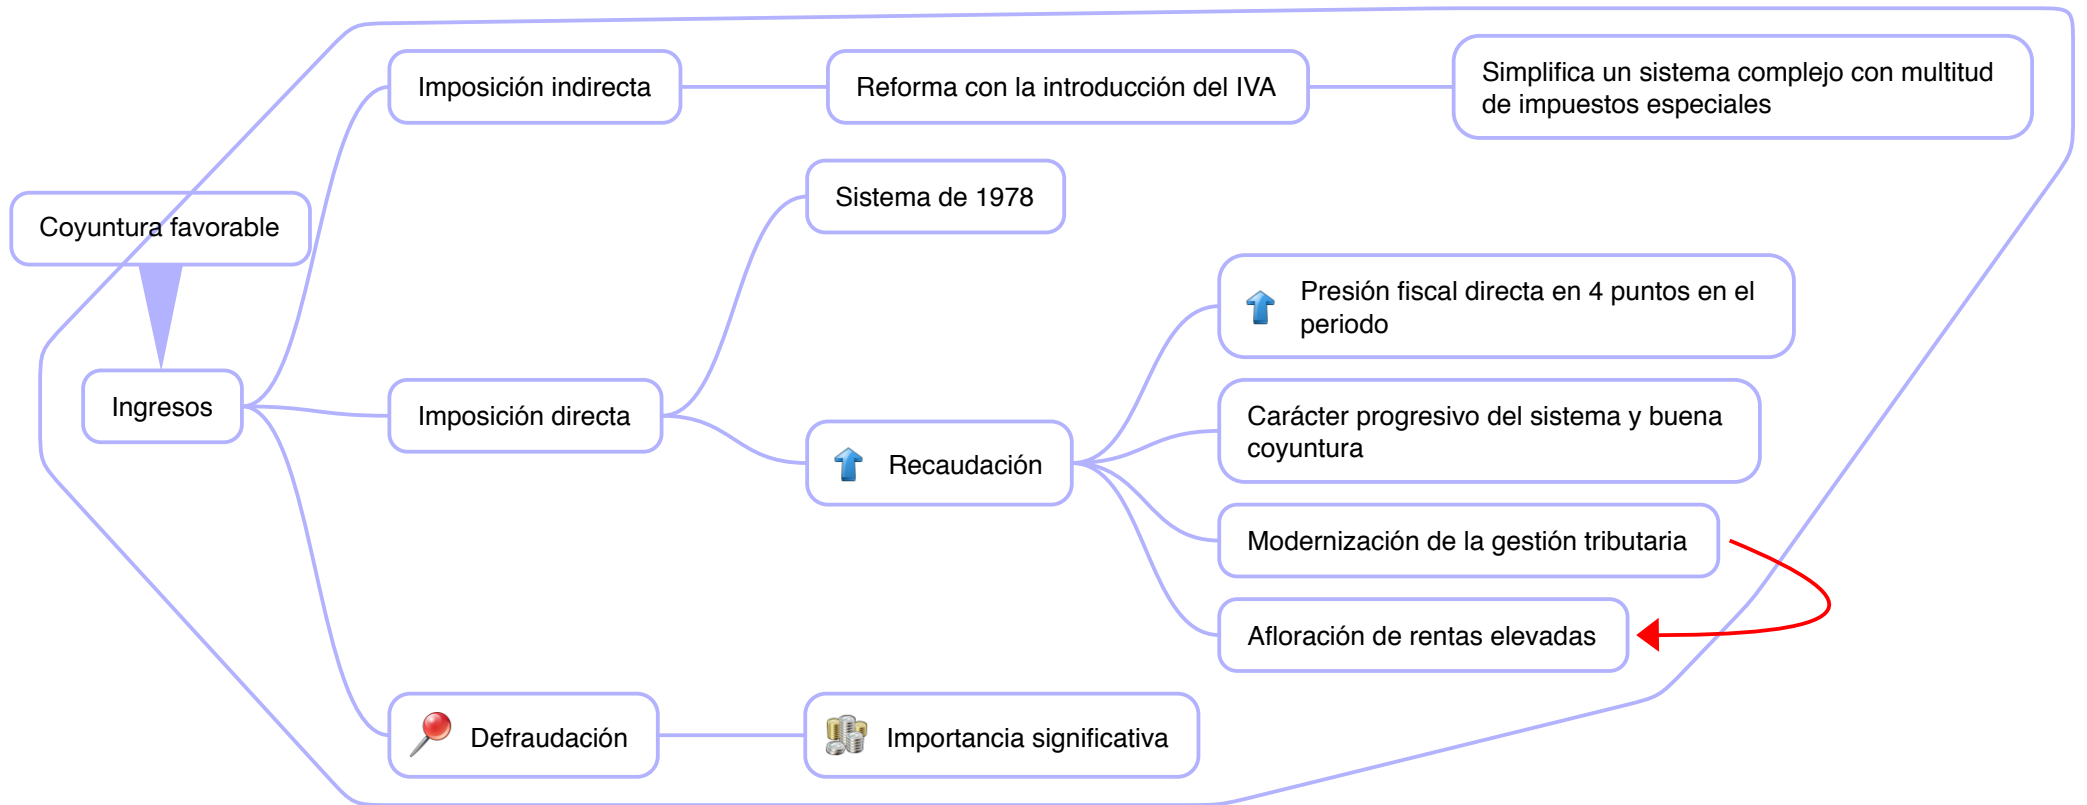 Imposición indirecta
Reforma con la introducción del IVA
Simplifica un sistema complejo con multitud
de impuestos especiales
Sistema de 1978
Coyuntura favorable
Presión fiscal directa en 4 puntos en el
periodo
Ingresos
Imposición directa
Carácter progresivo del sistema y buena
coyuntura
Recaudación
Modernización de la gestión tributaria
Afloración de rentas elevadas
Defraudación
Importancia significativa